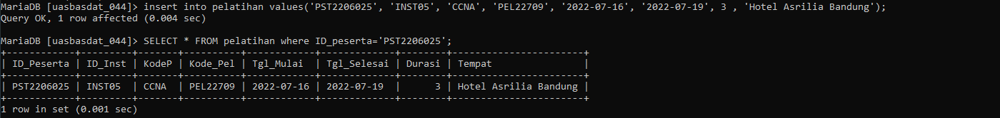 MariaDB [uasbasdat_044]> insert into pelatihan values('PST2206025', 'INST05', 'CCNA', 'PEL22709', '2022-07-16', '2022-07-19', 3 , 'Hotel Asrilia Bandung');
Query OK, 1 row affected (0.004 sec)

MariaDB [uasbasdat_044]> SELECT * FROM pelatihan where ID_peserta='PST2206025';
+------------+---------+-------+----------+------------+-------------+--------+-----------------------+
| ID_Peserta | ID_Inst | KodeP | Kode_Pel | Tgl_Mulai  | Tgl_Selesai | Durasi | Tempat                |
+------------+---------+-------+----------+------------+-------------+--------+-----------------------+
| PST2206025 | INST05  | CCNA  | PEL22709 | 2022-07-16 | 2022-07-19  |      3 | Hotel Asrilia Bandung |
+------------+---------+-------+----------+------------+-------------+--------+-----------------------+
1 row in set (0.001 sec)